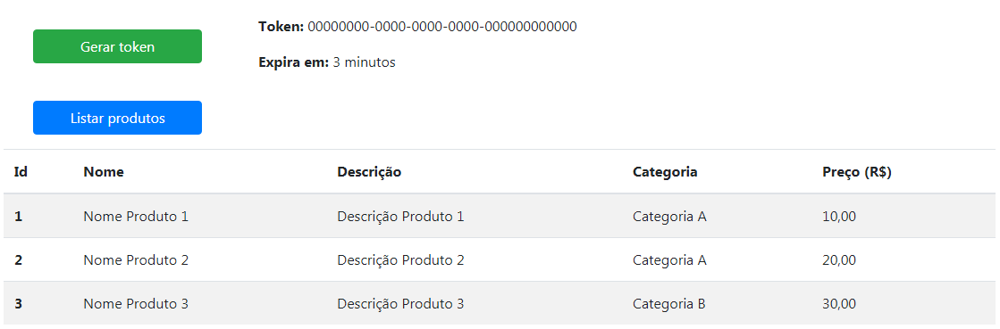 Gerar token
Token: 00000000-0000-0000-0000-000000000000
Expira em: 3 minutos
Listar produtos
Id Nome Descrição Categoria Preço (R$)
1 Nome Produto 1 Descrição Produto 1 Categoria A 10,00
2 Nome Produto 2 Descrição Produto 2 Categoria A 20,00
3 Nome Produto 3 Descrição Produto 3 Categoria B 30,00